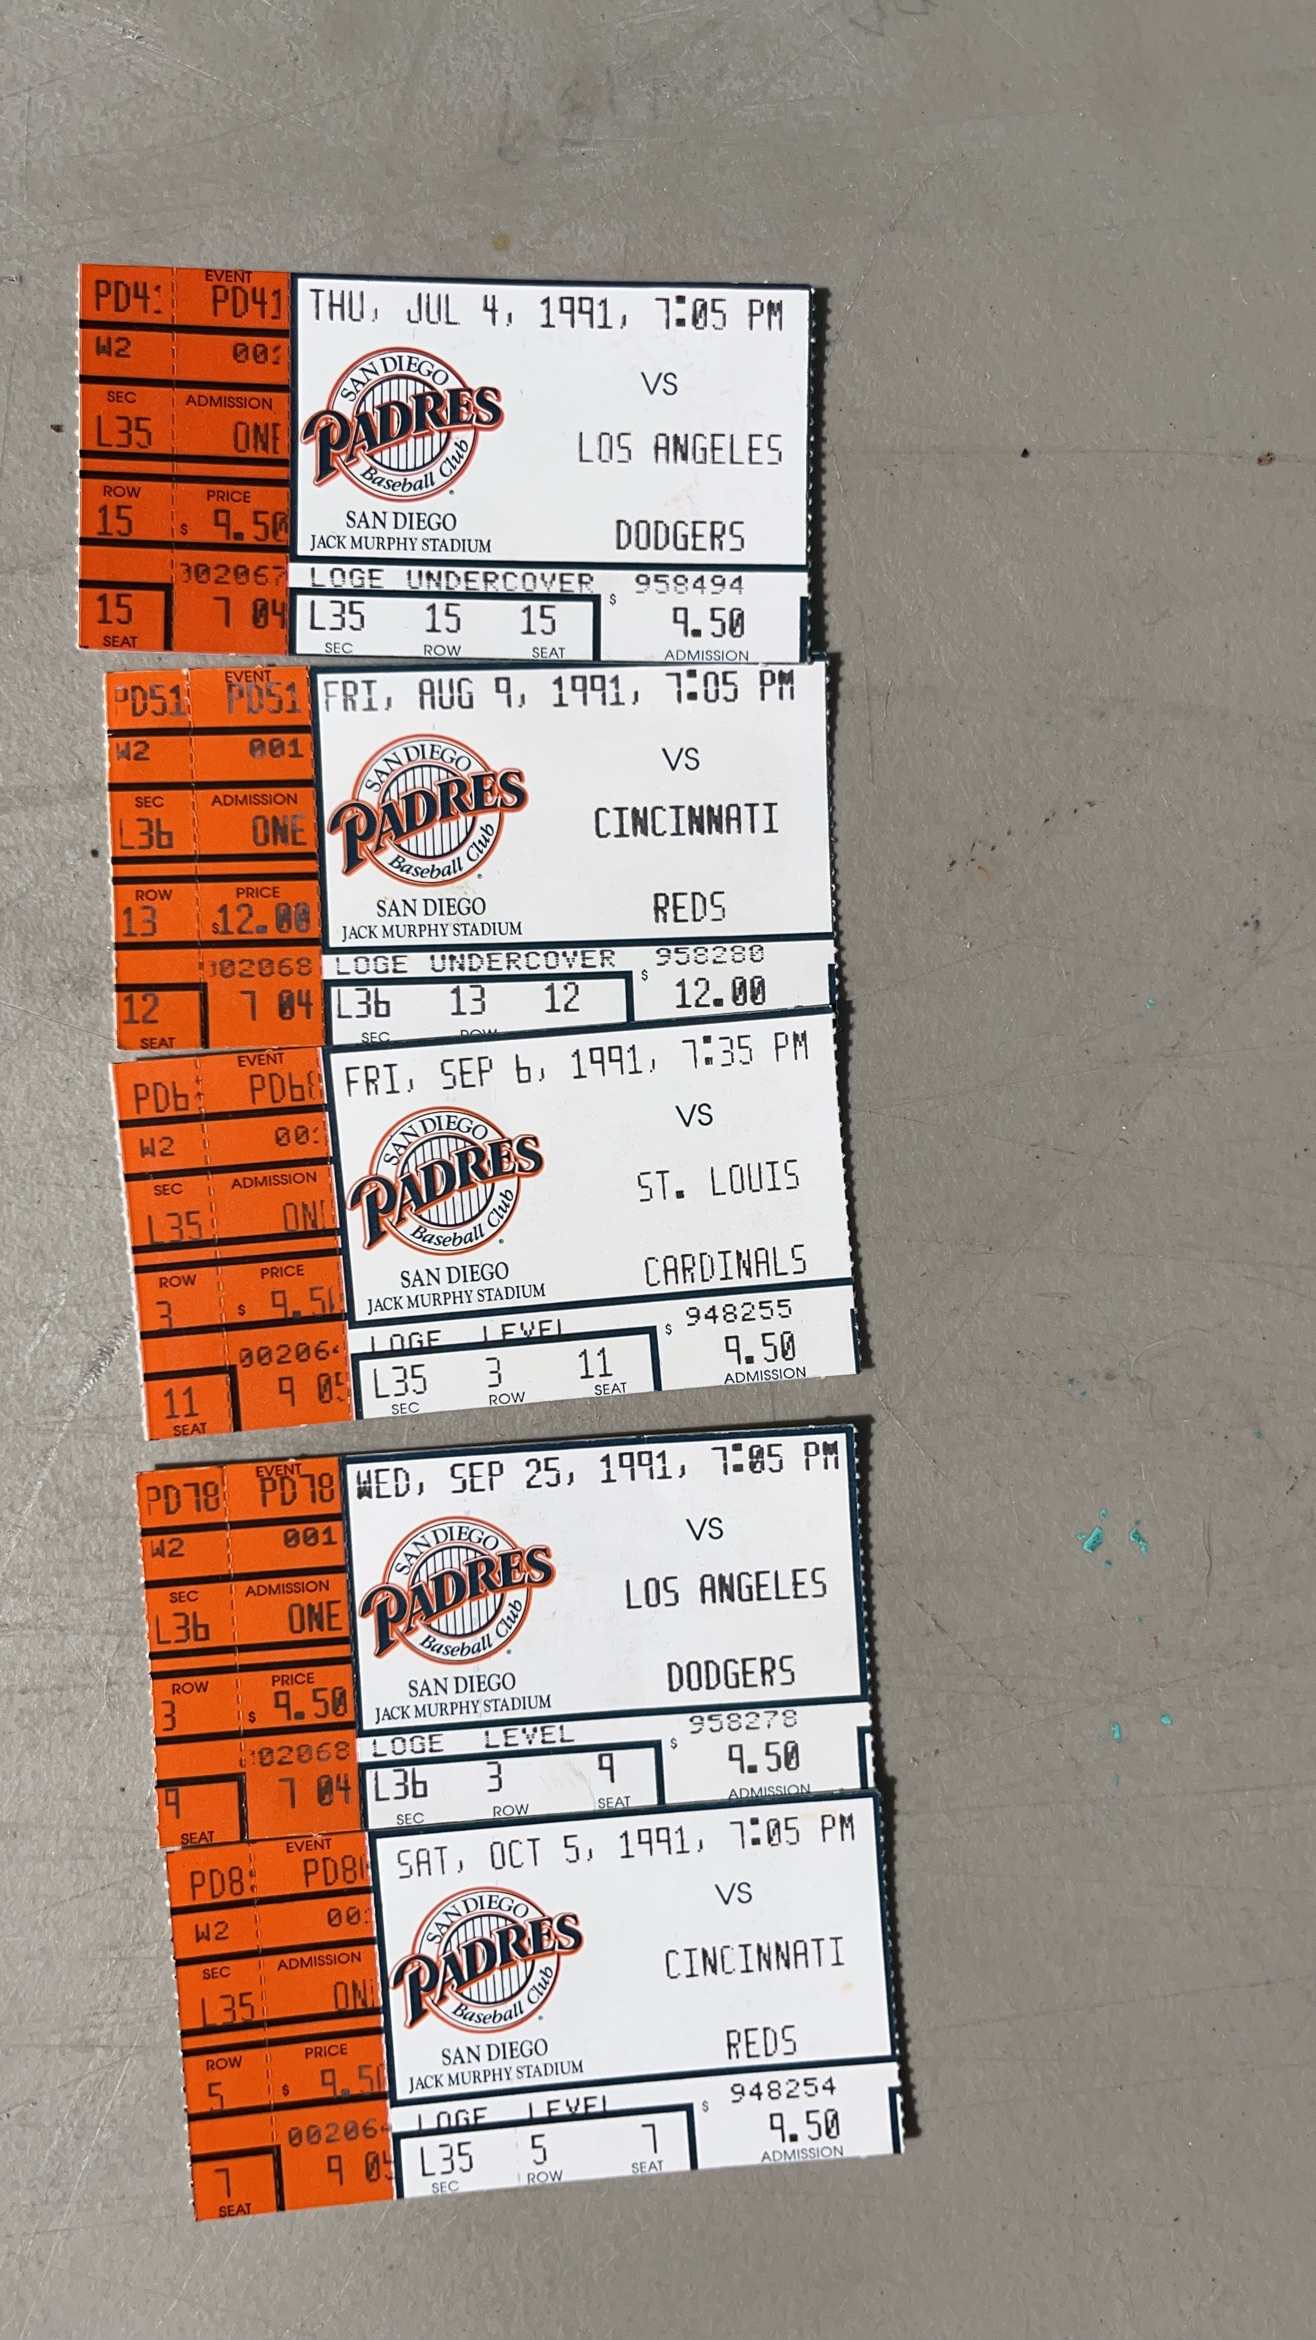 PD41 EVENT PD41
W2 001
SEC ADMISSION
L35 ONE
ROW PRICE
15 $ 9.50
002067
15 7 04
SEAT
THU, JUL 4, 1991, 7:05 PM
SAN DIEGO
PADRES
Baseball Club
VS
LOS ANGELES
DODGERS
SAN DIEGO
JACK MURPHY STADIUM
LOGE UNDERCOVER 958494
L35 15 15 $ 9.50
SEC ROW SEAT ADMISSION
PD51 EVENT PD51
W2 001
SEC ADMISSION
L36 ONE
ROW PRICE
13 $12.00
002068
12 7 04
SEAT
FRI, AUG 9, 1991, 7:05 PM
SAN DIEGO
PADRES
Baseball Club
VS
CINCINNATI
REDS
SAN DIEGO
JACK MURPHY STADIUM
LOGE UNDERCOVER 958280
L36 13 12 $ 12.00
SEC ROW
EVENT
W2
SEC ADMISSION
L35
ROW PRICE
3 $ 9.50
11 9 05
SEAT
FRI, SEP 6, 1991, 7:35 PM
SAN DIEGO
PADRES
Baseball Club
VS
ST. LOUIS
CARDINALS
SAN DIEGO
JACK MURPHY STADIUM
LOGE LEVEL 948255
L35 3 11 $ 9.50
SEC ROW SEAT ADMISSION
PD78 EVENT PD78
W2 001
SEC ADMISSION
L36 ONE
ROW PRICE
3 $ 9.50
002068
9 7 04
SEAT
WED, SEP 25, 1991, 7:05 PM
SAN DIEGO
PADRES
Baseball Club
VS
LOS ANGELES
DODGERS
SAN DIEGO
JACK MURPHY STADIUM
LOGE LEVEL 958278
L36 3 9 $ 9.50
SEC ROW SEAT ADMISSION
EVENT
W2
SEC ADMISSION
L35
ROW PRICE
5 $ 9.50
7 9 05
SEAT
SAT, OCT 5, 1991, 7:05 PM
SAN DIEGO
PADRES
Baseball Club
VS
CINCINNATI
REDS
SAN DIEGO
JACK MURPHY STADIUM
LOGE LEVEL 948254
L35 5 7 $ 9.50
SEC ROW SEAT ADMISSION